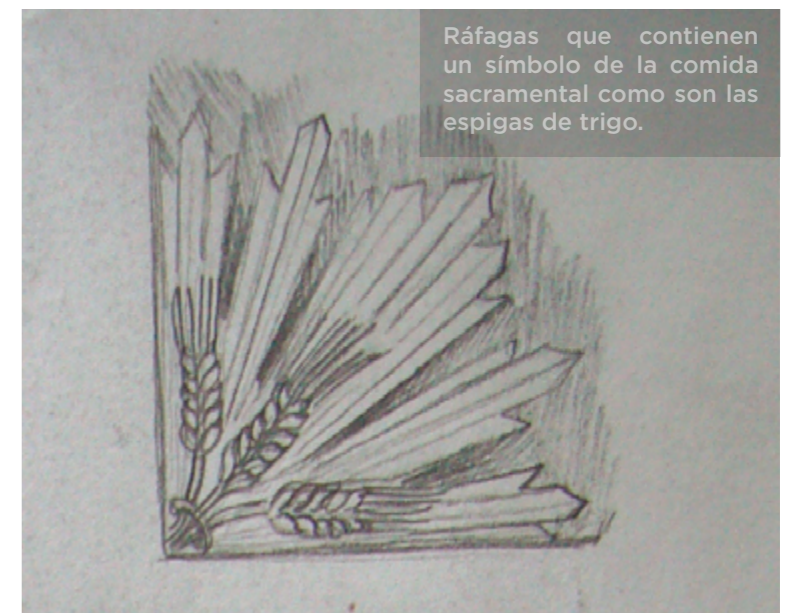 Ráfagas que contienen
un símbolo de la comida
sacramental como son las
espigas de trigo.